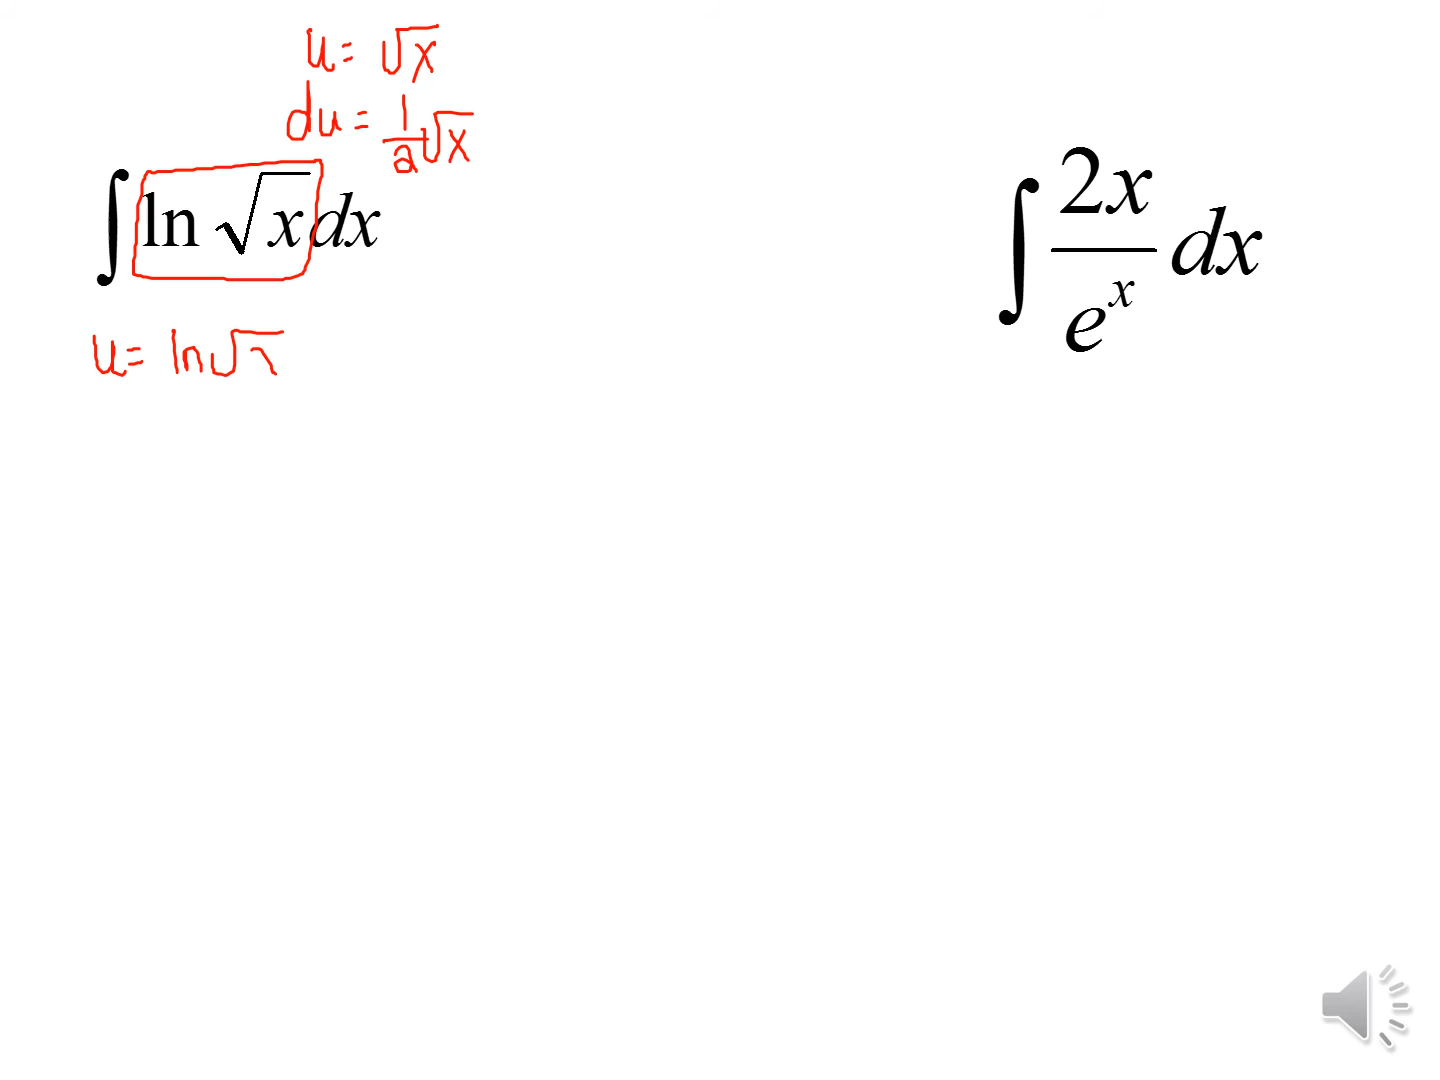 u = √x
du = 1/2√x
∫ ln √x dx
∫ 2x/e^x dx
u = ln √x